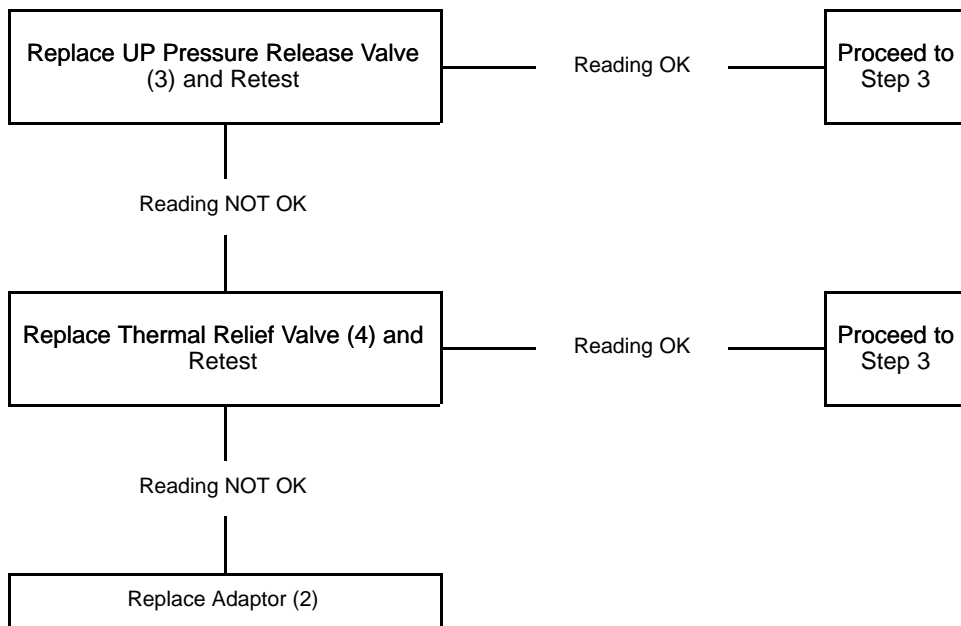 Replace UP Pressure Release Valve
(3) and Retest
Reading OK
Proceed to
Step 3
Reading NOT OK
Replace Thermal Relief Valve (4) and
Retest
Reading OK
Proceed to
Step 3
Reading NOT OK
Replace Adaptor (2)